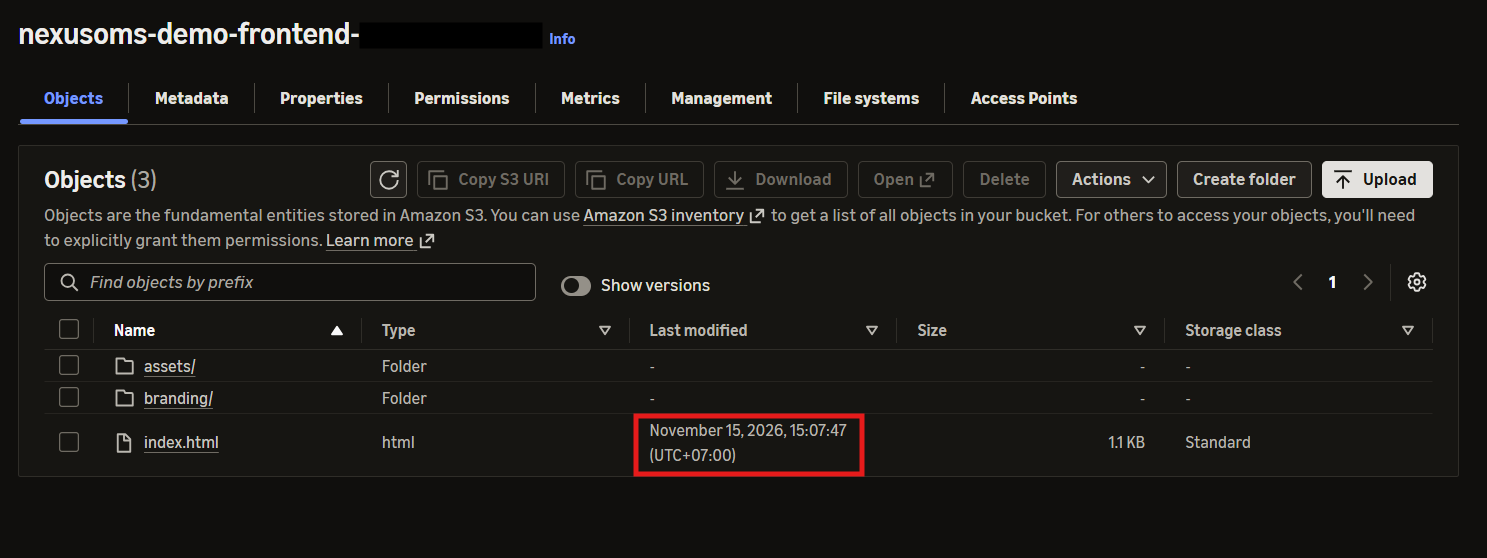 nexusoms-demo-frontend- Info
Objects Metadata Properties Permissions Metrics Management File systems Access Points
Objects (3) Copy S3 URI Copy URL Download Open Delete Actions Create folder Upload
Objects are the fundamental entities stored in Amazon S3. You can use Amazon S3 inventory to get a list of all objects in your bucket. For others to access your objects, you'll need
to explicitly grant them permissions. Learn more
Find objects by prefix Show versions 1
Name Type Last modified Size Storage class
assets/ Folder - - -
branding/ Folder - - -
index.html html November 15, 2026, 15:07:47 1.1 KB Standard
(UTC+07:00)